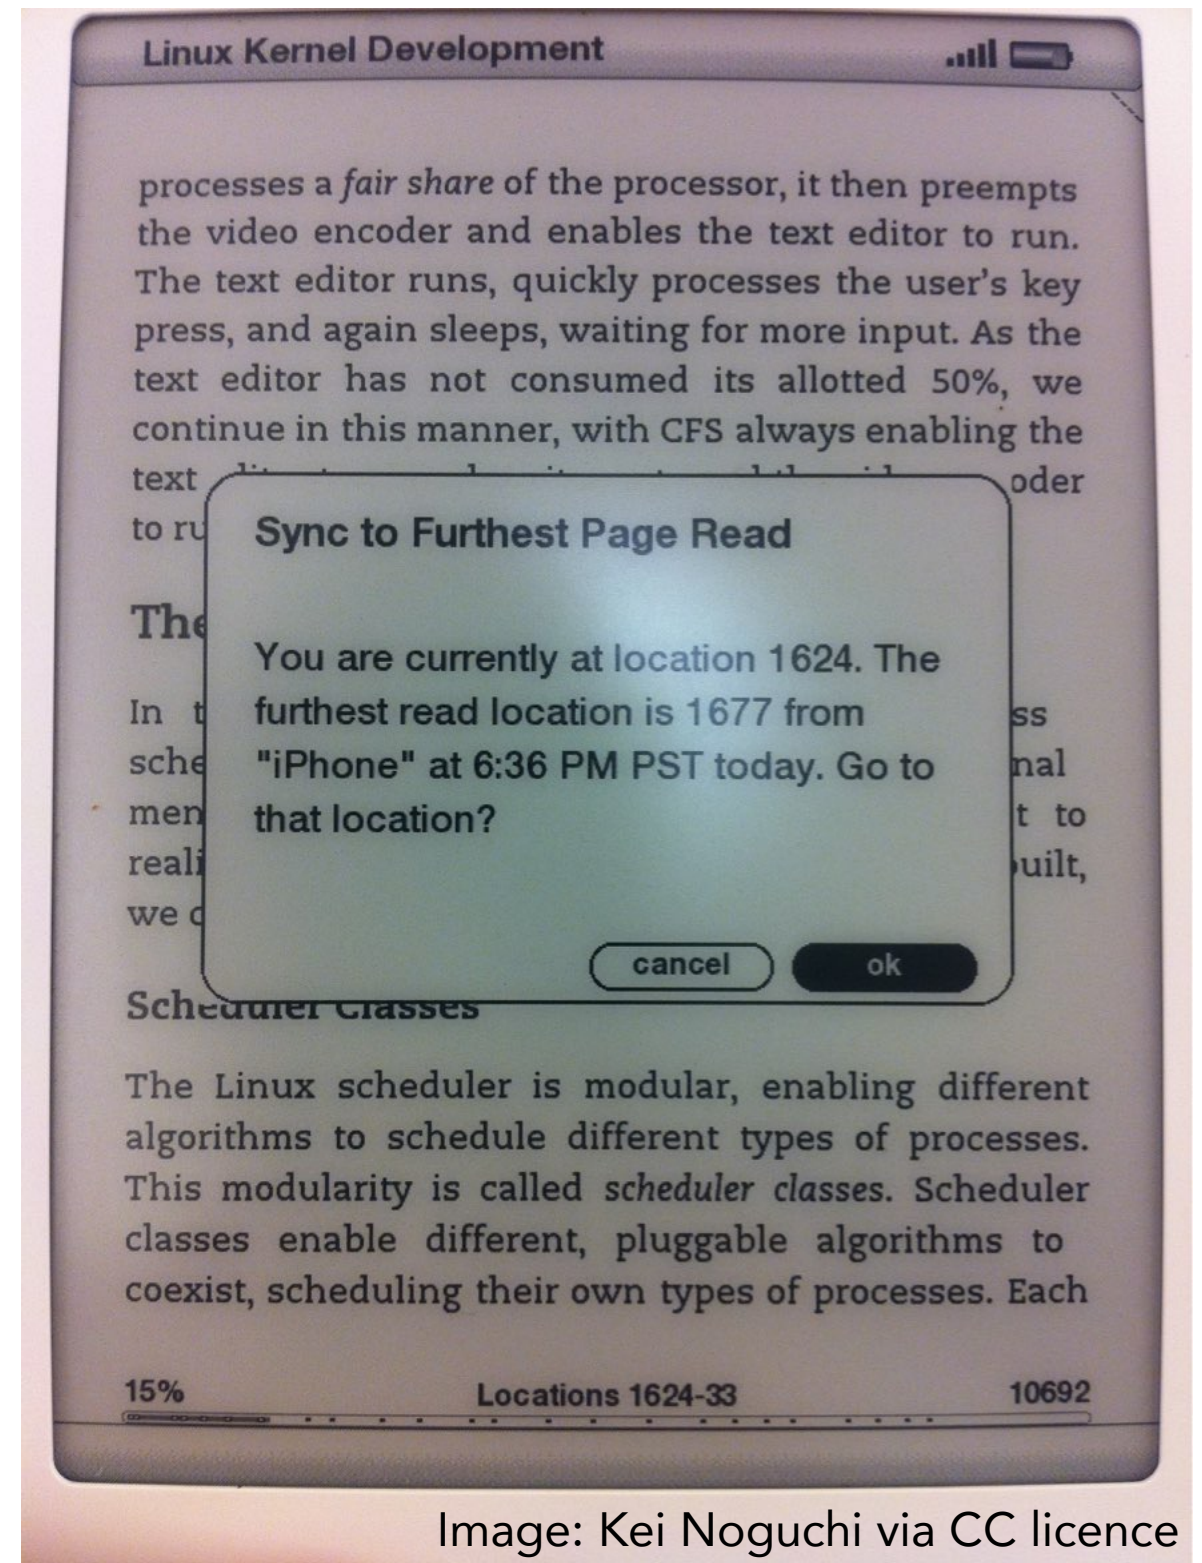 Linux Kernel Development
processes a fair share of the processor, it then preempts
the video encoder and enables the text editor to run.
The text editor runs, quickly processes the user's key
press, and again sleeps, waiting for more input. As the
text editor has not consumed its allotted 50%, we
continue in this manner, with CFS always enabling the
text
to
Sync to Furthest Page Read
You are currently at location 1624. The
furthest read location is 1677 from
"iPhone" at 6:36 PM PST today. Go to
that location?
cancel ok
In
to
we
Scheduler Classes
The Linux scheduler is modular, enabling different
algorithms to schedule different types of processes.
This modularity is called scheduler classes. Scheduler
classes enable different, pluggable algorithms to
coexist, scheduling their own types of processes. Each
15% Locations 1624-33 10692
Image: Kei Noguchi via CC licence